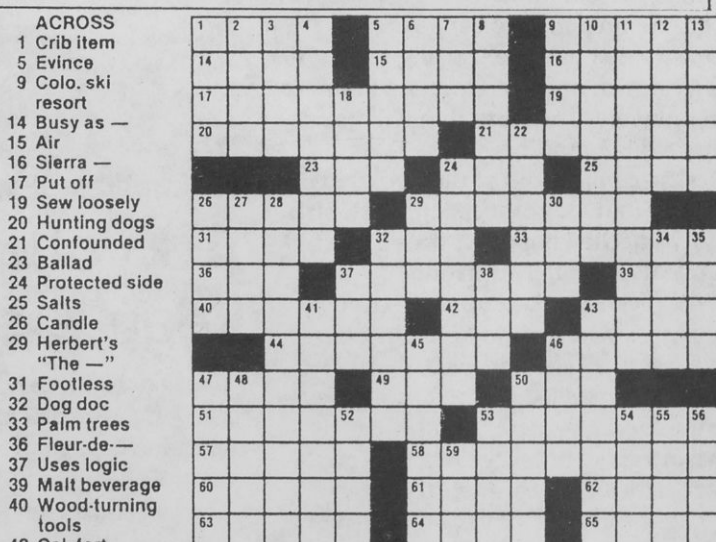 ACROSS
1 Crib item
5 Evince
9 Colo. ski
resort
14 Busy as —
15 Air
16 Sierra —
17 Put off
19 Sew loosely
20 Hunting dogs
21 Confounded
23 Ballad
24 Protected side
25 Salts
26 Candle
29 Herbert's
"The —"
31 Footless
32 Dog doc
33 Palm trees
36 Fleur-de-—
37 Uses logic
39 Malt beverage
40 Wood-turning
tools
1 2 3 4 5 6 7 8 9 10 11 12 13
14 15 16
17 18 19
20 21 22
23 24 25
26 27 28 29 30
31 32 33 34 35
36 37 38 39
40 41 42 43
44 45 46
47 48 49 50
51 52 53 54 55 56
57 58 59
60 61 62
63 64 65